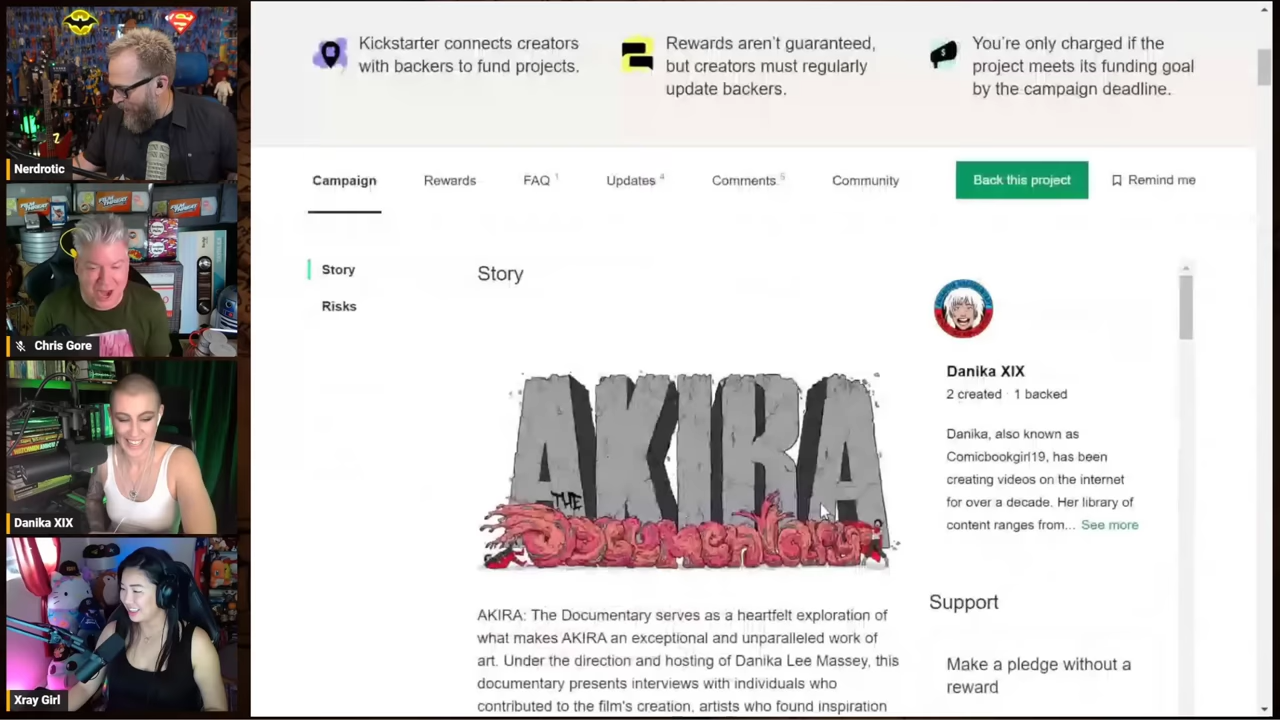 Nerdrotic
Chris Gore
Danika XIX
Xray Girl
Kickstarter connects creators
with backers to fund projects.
Rewards aren't guaranteed,
but creators must regularly
update backers.
You're only charged if the
project meets its funding goal
by the campaign deadline.
Campaign
Rewards
FAQ 1
Updates 4
Comments 5
Community
Back this project
Remind me
Story
Risks
Story
AKIRA
THE
Documentary
AKIRA: The Documentary serves as a heartfelt exploration of
what makes AKIRA an exceptional and unparalleled work of
art. Under the direction and hosting of Danika Lee Massey, this
documentary presents interviews with individuals who
contributed to the film's creation, artists who found inspiration
Danika XIX
2 created · 1 backed
Danika, also known as
Comicbookgirl19, has been
creating videos on the internet
for over a decade. Her library of
content ranges from... See more
Support
Make a pledge without a
reward